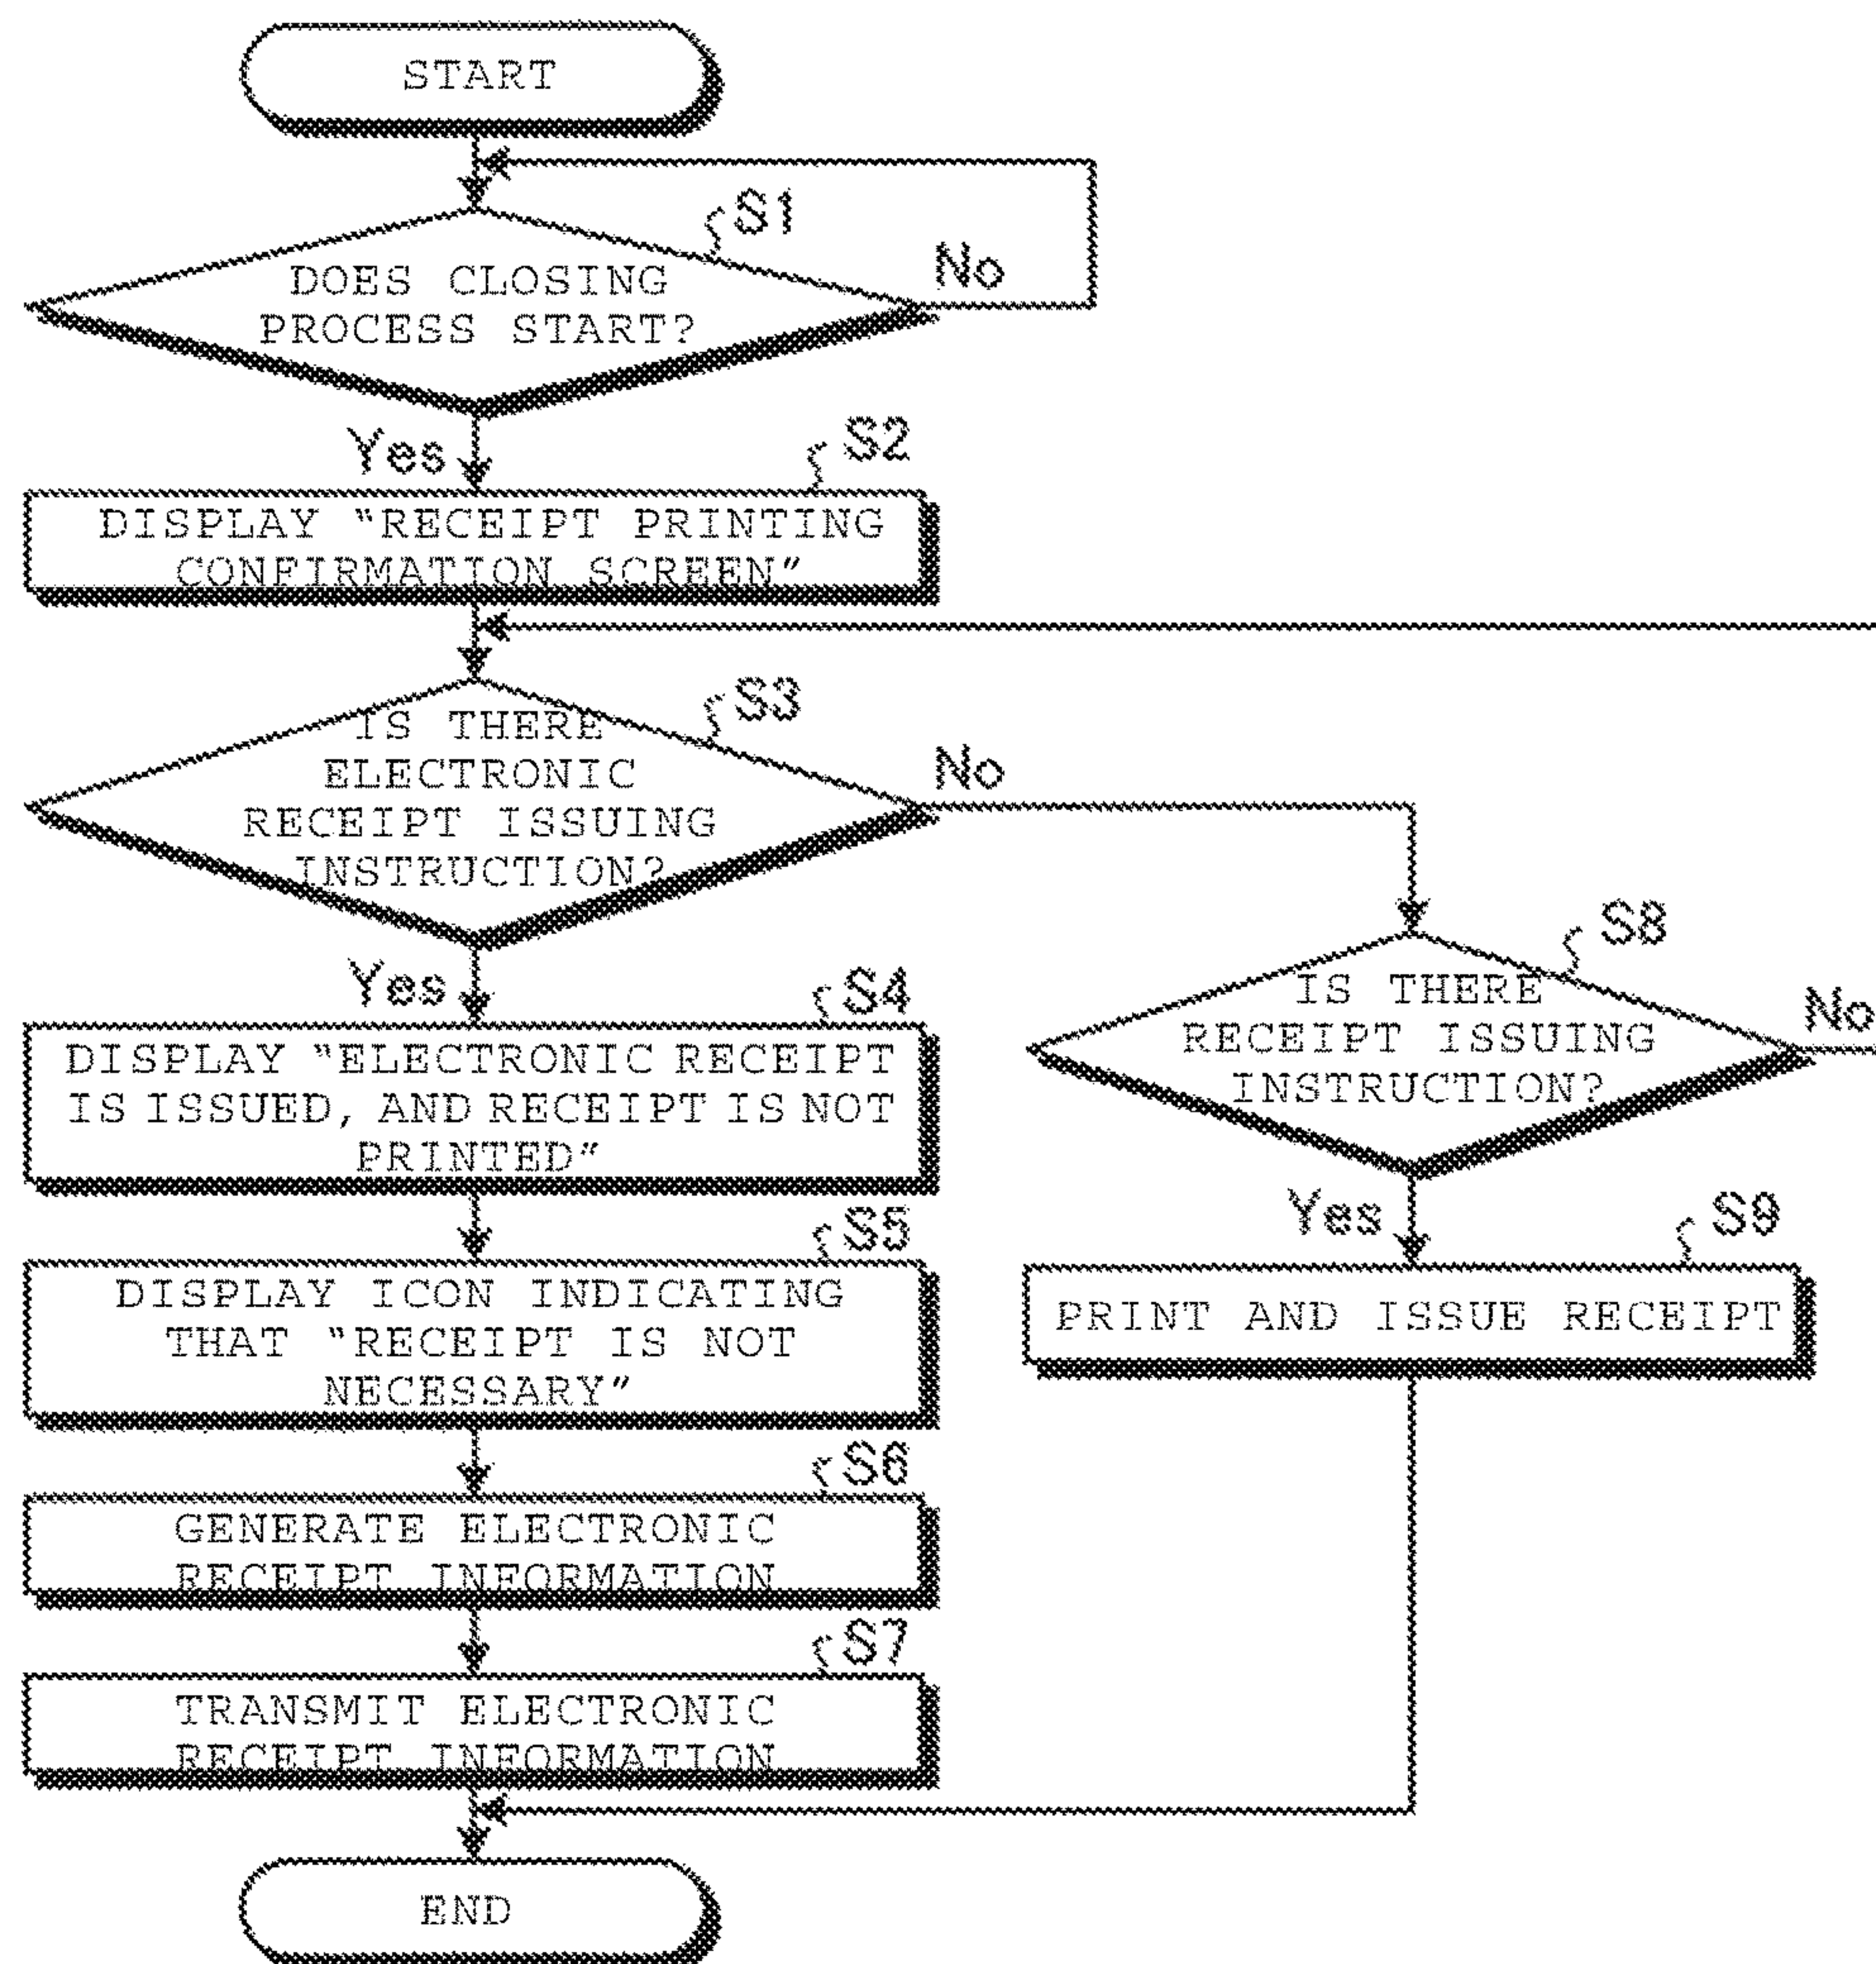 START
S1
DOES CLOSING
PROCESS START?
No
Yes
S2
DISPLAY “RECEIPT PRINTING
CONFIRMATION SCREEN”
S3
IS THERE
ELECTRONIC
RECEIPT ISSUING
INSTRUCTION?
No
Yes
S4
DISPLAY “ELECTRONIC RECEIPT
IS ISSUED, AND RECEIPT IS NOT
PRINTED”
S5
DISPLAY ICON INDICATING
THAT “RECEIPT IS NOT
NECESSARY”
S6
GENERATE ELECTRONIC
RECEIPT INFORMATION
S7
TRANSMIT ELECTRONIC
RECEIPT INFORMATION
S8
IS THERE
RECEIPT ISSUING
INSTRUCTION?
No
Yes
S9
PRINT AND ISSUE RECEIPT
END